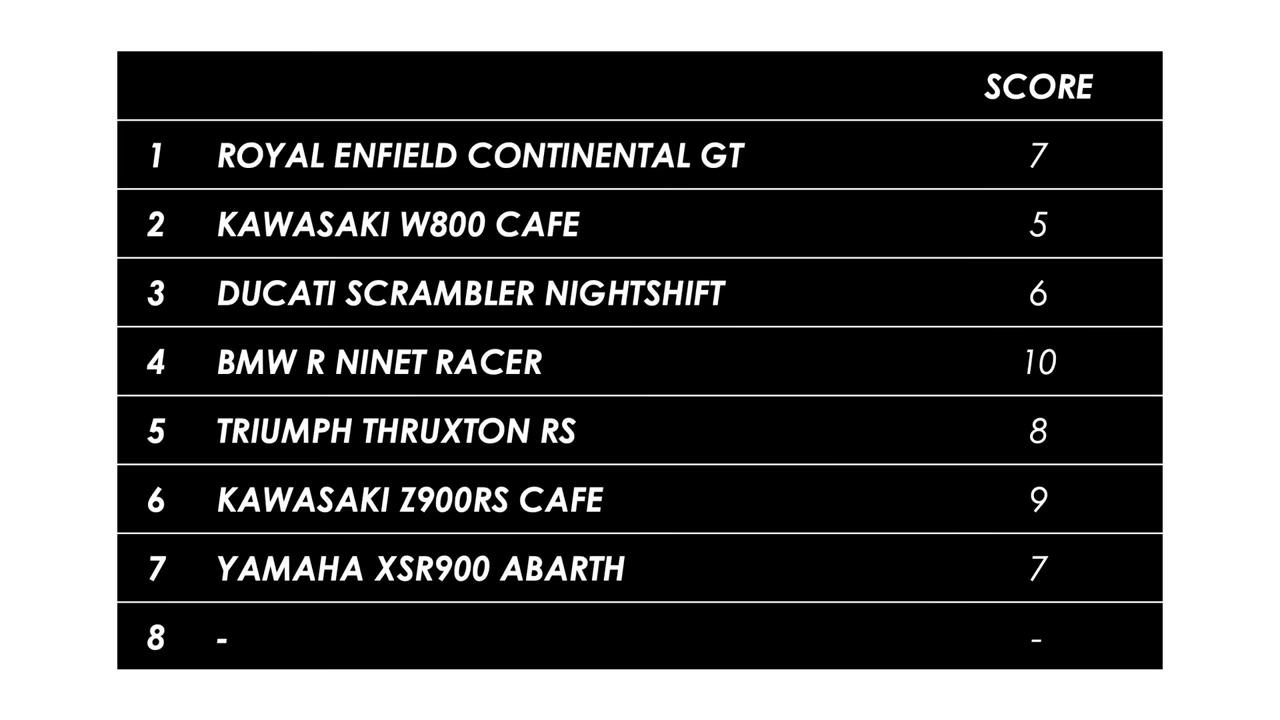 SCORE
1 ROYAL ENFIELD CONTINENTAL GT 7
2 KAWASAKI W800 CAFE 5
3 DUCATI SCRAMBLER NIGHTSHIFT 6
4 BMW R NINET RACER 10
5 TRIUMPH THRUXTON RS 8
6 KAWASAKI Z900RS CAFE 9
7 YAMAHA XSR900 ABARTH 7
8 - -